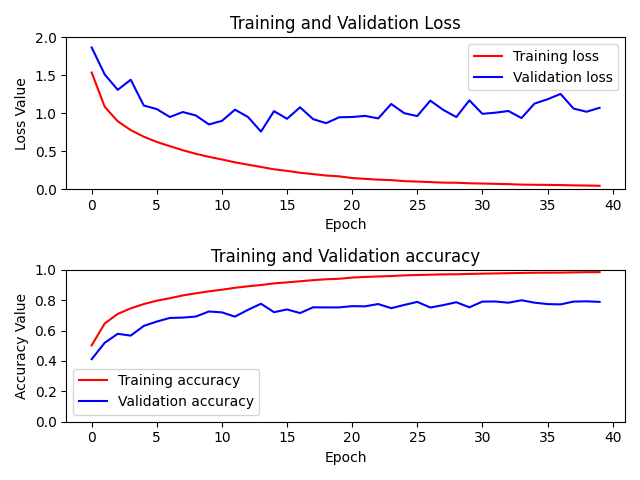 Training and Validation Loss
2.0
1.5
1.0
0.5
0.0
Loss Value
Training loss
Validation loss
0 5 10 15 20 25 30 35 40
Epoch
Training and Validation accuracy
1.0
0.8
0.6
0.4
0.2
0.0
Accuracy Value
Training accuracy
Validation accuracy
0 5 10 15 20 25 30 35 40
Epoch